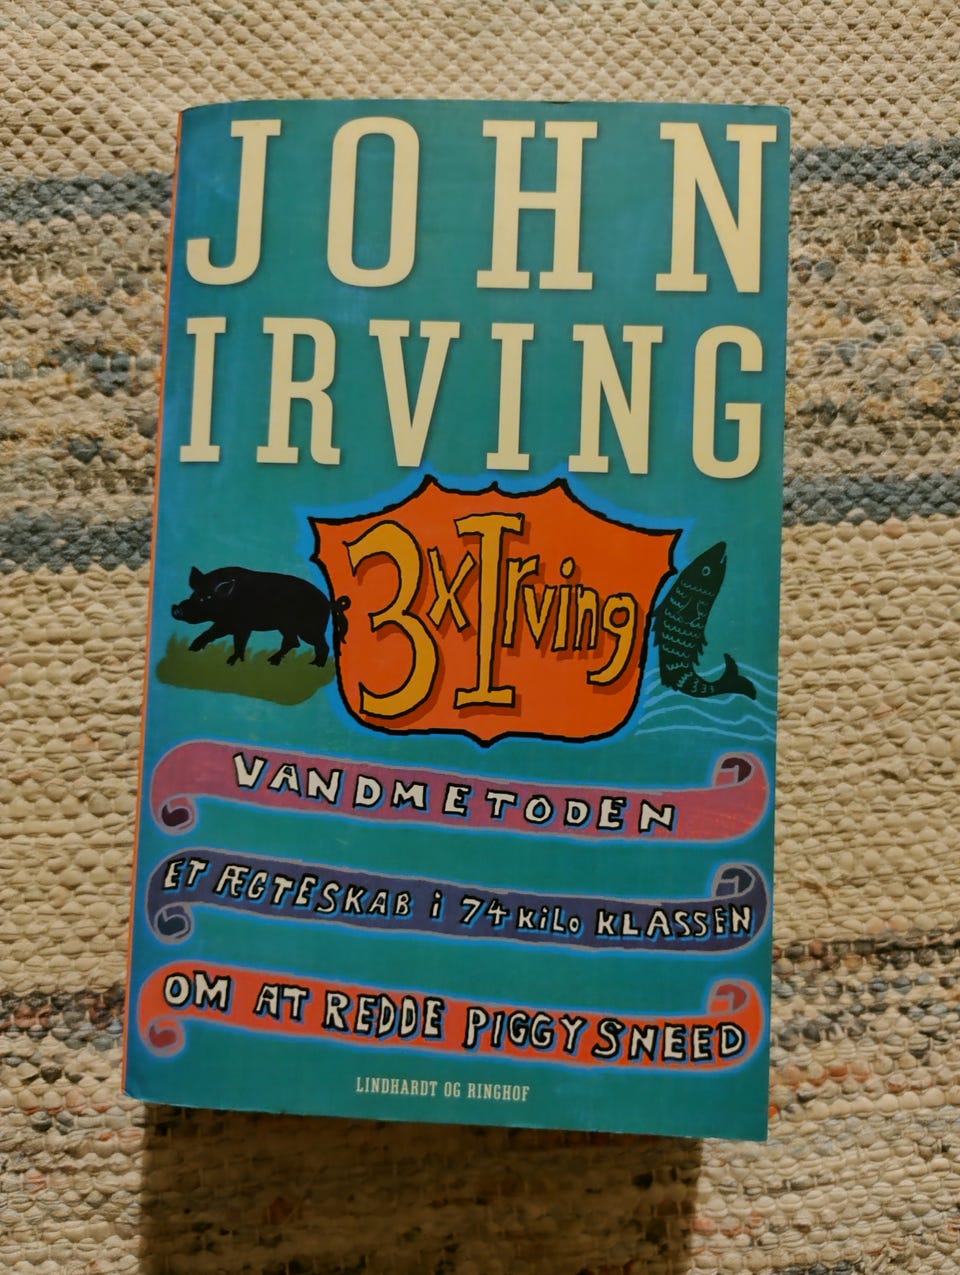 JOHN
IRVING
3xIrving
VANDMETODEN
ET ÆGTESKAB i 74 KiLo KLASSEN
OM AT REDDE PIGGY SNEED
LINDHARDT OG RINGHOF